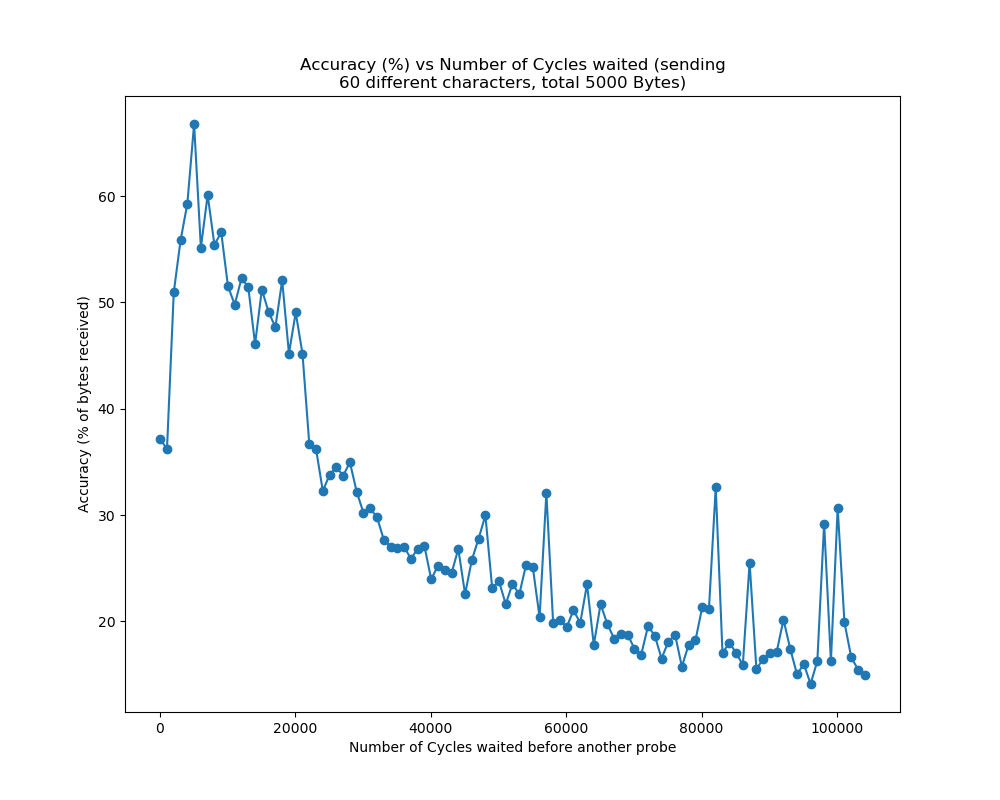 Accuracy (%) vs Number of Cycles waited (sending
60 different characters, total 5000 Bytes)
Accuracy (% of bytes received)
60
50
40
30
20
0
20000
40000
60000
80000
100000
Number of Cycles waited before another probe